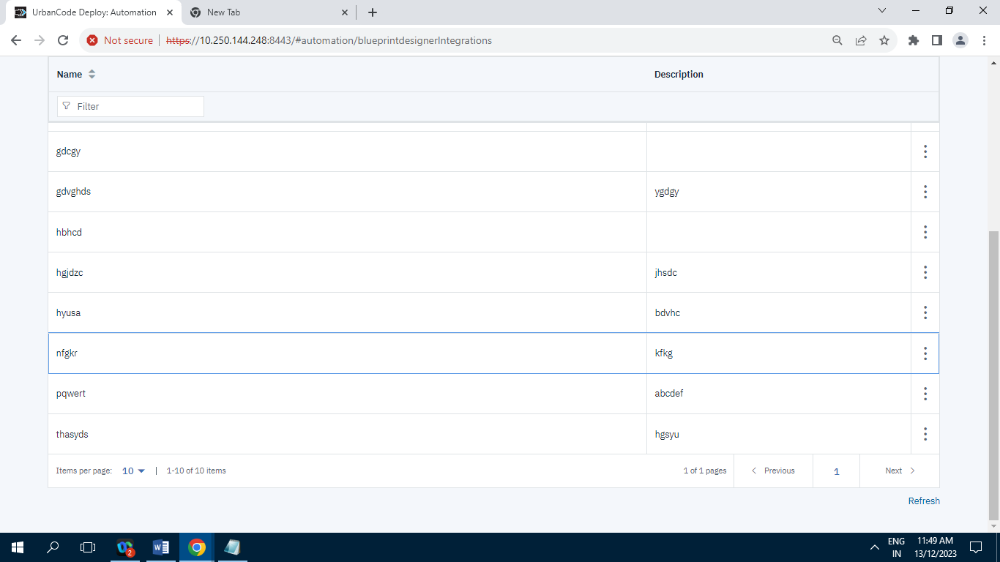 UrbanCode Deploy: Automation
New Tab
Not secure https://10.250.144.248:8443/#automation/blueprintdesignerIntegrations
Name Description
Filter
gdcgy
gdvghds ygdgy
hbhcd
hgjdzc jhsdc
hyusa bdvhc
nfgkr kfkg
pqwert abcdef
thasyds hgsyu
Items per page: 10 | 1-10 of 10 items 1 of 1 pages Previous 1 Next
Refresh
2
ENG 11:49 AM
IN 13/12/2023